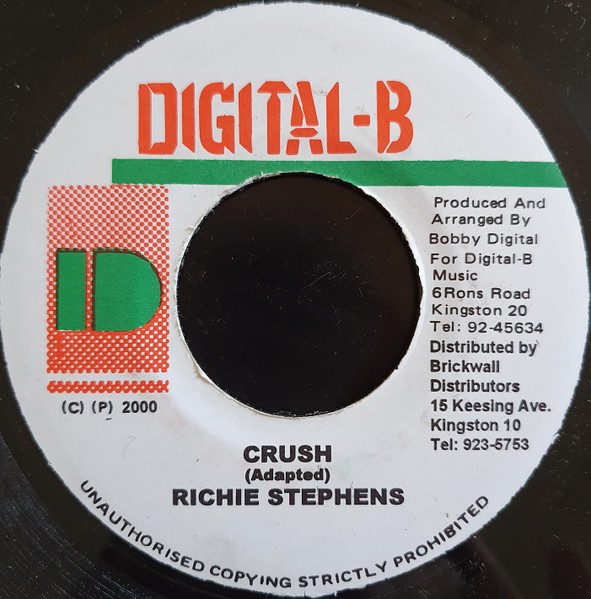 DIGITAL-B
Produced And
Arranged By
Bobby Digital
For Digital-B
Music
6Rons Road
Kingston 20
Tel: 92-45634
Distributed by
Brickwall
Distributors
15 Keesing Ave.
Kingston 10
Tel: 923-5753
D
(C) (P) 2000
CRUSH
(Adapted)
RICHIE STEPHENS
UNAUTHORISED COPYING STRICTLY PROHIBITED